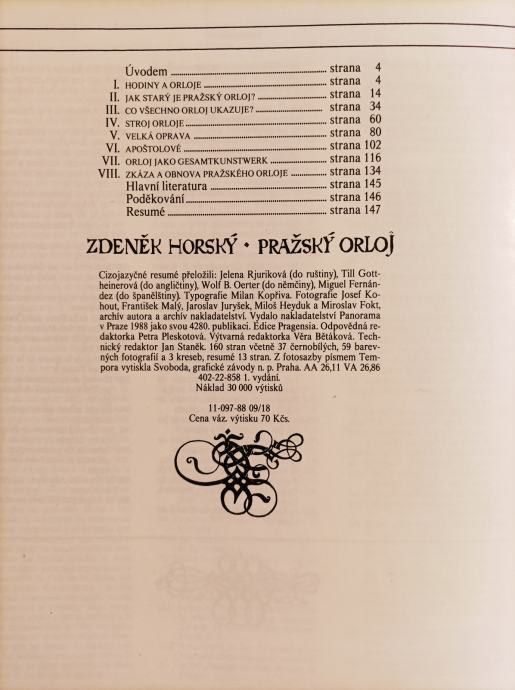 Úvodem strana 4
I. HODINY A ORLOJE strana 4
II. JAK STARÝ JE PRAŽSKÝ ORLOJ? strana 14
III. CO VŠECHNO ORLOJ UKAZUJE? strana 34
IV. STROJ ORLOJE strana 60
V. VELKÁ OPRAVA strana 80
VI. APOŠTOLOVÉ strana 102
VII. ORLOJ JAKO GESAMTKUNSTWERK strana 116
VIII. ZKÁZA A OBNOVA PRAŽSKÉHO ORLOJE strana 134
Hlavní literatura strana 145
Poděkování strana 146
Resumé strana 147
ZDENĚK HORSKÝ • PRAŽSKÝ ORLOJ
Cizojazyčné resumé přeložili: Jelena Rjuriková (do ruštiny), Till Gott-
heinerová (do angličtiny), Wolf B. Oerter (do němčiny), Miguel Fernán-
dez (do španělštiny). Typografie Milan Kopřiva. Fotografie Josef Ko-
hout, František Malý, Jaroslav Juryšek, Miloš Heyduk a Miroslav Fokt,
archiv autora a archiv nakladatelství. Vydalo nakladatelství Panorama
v Praze 1988 jako svou 4280. publikaci. Edice Pragensia. Odpovědná re-
daktorka Petra Pleskotová. Výtvarná redaktorka Věra Bětáková. Tech-
nický redaktor Jan Staněk. 160 stran včetně 37 černobílých, 59 barev-
ných fotografií a 3 kreseb, resumé 13 stran. Z fotosazby písmem Tem-
pora vytiskla Svoboda, grafické závody n. p. Praha. AA 26,11 VA 26,86
402-22-858 1. vydání.
Náklad 30 000 výtisků
11-097-88 09/18
Cena váz. výtisku 70 Kčs.